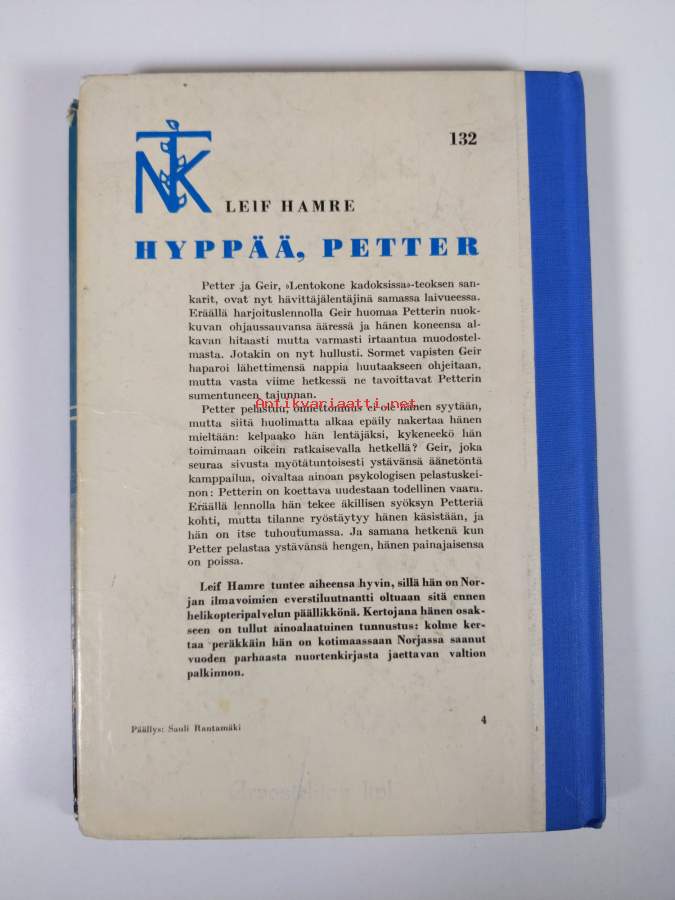 132
NTK
LEIF HAMRE
HYPPÄÄ, PETTER
Petter ja Geir, »Lentokone kadoksissa»-teoksen san-
karit, ovat nyt hävittäjälentäjinä samassa laivueessa.
Eräällä harjoituslennolla Geir huomaa Petterin nuok-
kuvan ohjaussauvansa ääressä ja hänen koneensa al-
kavan hitaasti mutta varmasti irtaantua muodostel-
masta. Jotakin on nyt hullusti. Sormet vapisten Geir
haparoi lähettimensä nappia huutaakseen ohjeitaan,
mutta vasta viime hetkessä ne tavoittavat Petterin
sumentuneen tajunnan.
Antikvariaatti.net
Petter pelastuu, onnettomuus ei ole hänen syytään,
mutta siitä huolimatta alkaa epäily nakertaa hänen
mieltään: kelpaako hän lentäjäksi, kykeneekö hän
toimimaan oikein ratkaisevalla hetkellä? Geir, joka
seuraa sivusta myötätuntoisesti ystävänsä äänetöntä
kamppailua, oivaltaa ainoan psykologisen pelastuskei-
non: Petterin on koettava uudestaan todellinen vaara.
Eräällä lennolla hän tekee äkillisen syöksyn Petteriä
kohti, mutta tilanne ryöstäytyy hänen käsistään, ja
hän on itse tuhoutumassa. Ja samana hetkenä kun
Petter pelastaa ystävänsä hengen, hänen painajaisensa
on poissa.
Leif Hamre tuntee aiheensa hyvin, sillä hän on Nor-
jan ilmavoimien everstiluutnantti oltuaan sitä ennen
helikopteripalvelun päällikkönä. Kertojana hänen osak-
seen on tullut ainoalaatuinen tunnustus: kolme ker-
taa peräkkäin hän on kotimaassaan Norjassa saanut
vuoden parhaasta nuortenkirjasta jaettavan valtion
palkinnon.
Päällys: Sauli Rantamäki
4